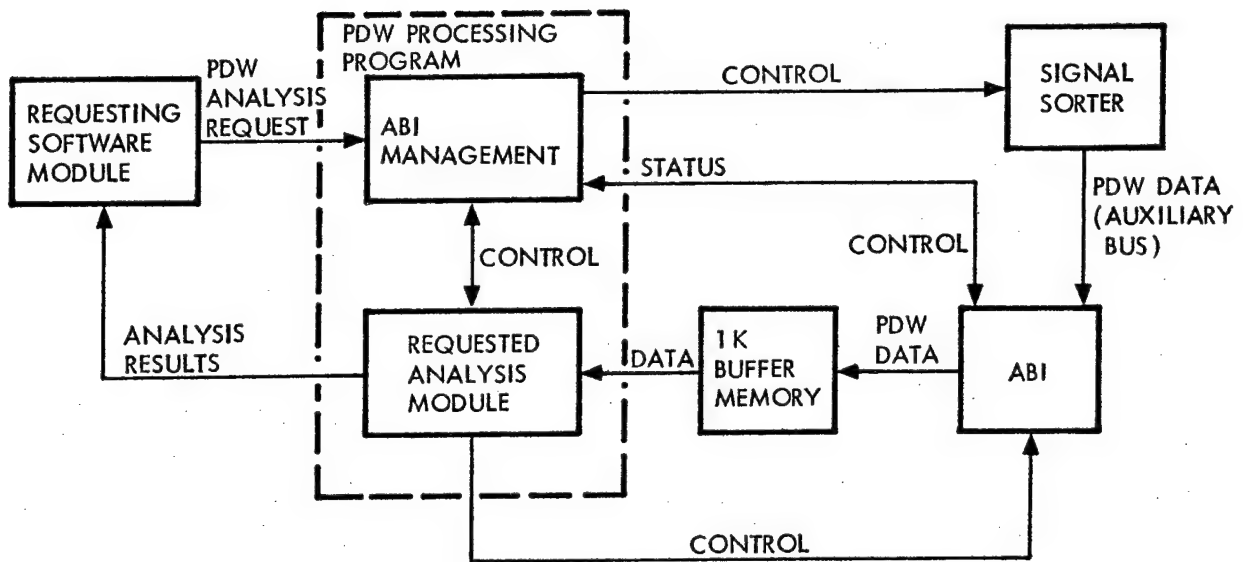 PDW PROCESSING
PROGRAM
PDW
ANALYSIS
REQUEST
REQUESTING
SOFTWARE
MODULE
ABI
MANAGEMENT
CONTROL
SIGNAL
SORTER
STATUS
PDW DATA
(AUXILIARY
BUS)
CONTROL
CONTROL
ANALYSIS
RESULTS
REQUESTED
ANALYSIS
MODULE
DATA
1K
BUFFER
MEMORY
PDW
DATA
ABI
CONTROL